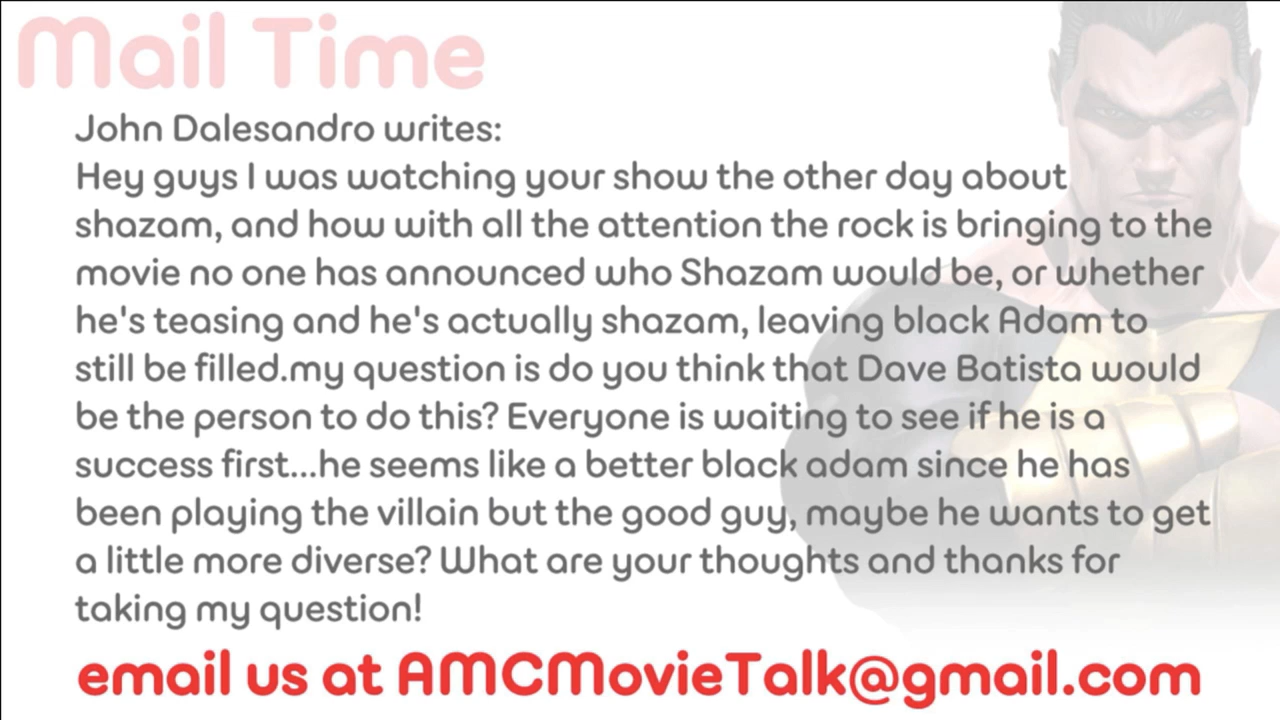 Mail Time
John Dalesandro writes:
Hey guys I was watching your show the other day about
shazam, and how with all the attention the rock is bringing to the
movie no one has announced who Shazam would be, or whether
he's teasing and he's actually shazam, leaving black Adam to
still be filled.my question is do you think that Dave Batista would
be the person to do this? Everyone is waiting to see if he is a
success first...he seems like a better black adam since he has
been playing the villain but the good guy, maybe he wants to get
a little more diverse? What are your thoughts and thanks for
taking my question!
email us at AMCMovieTalk@gmail.com